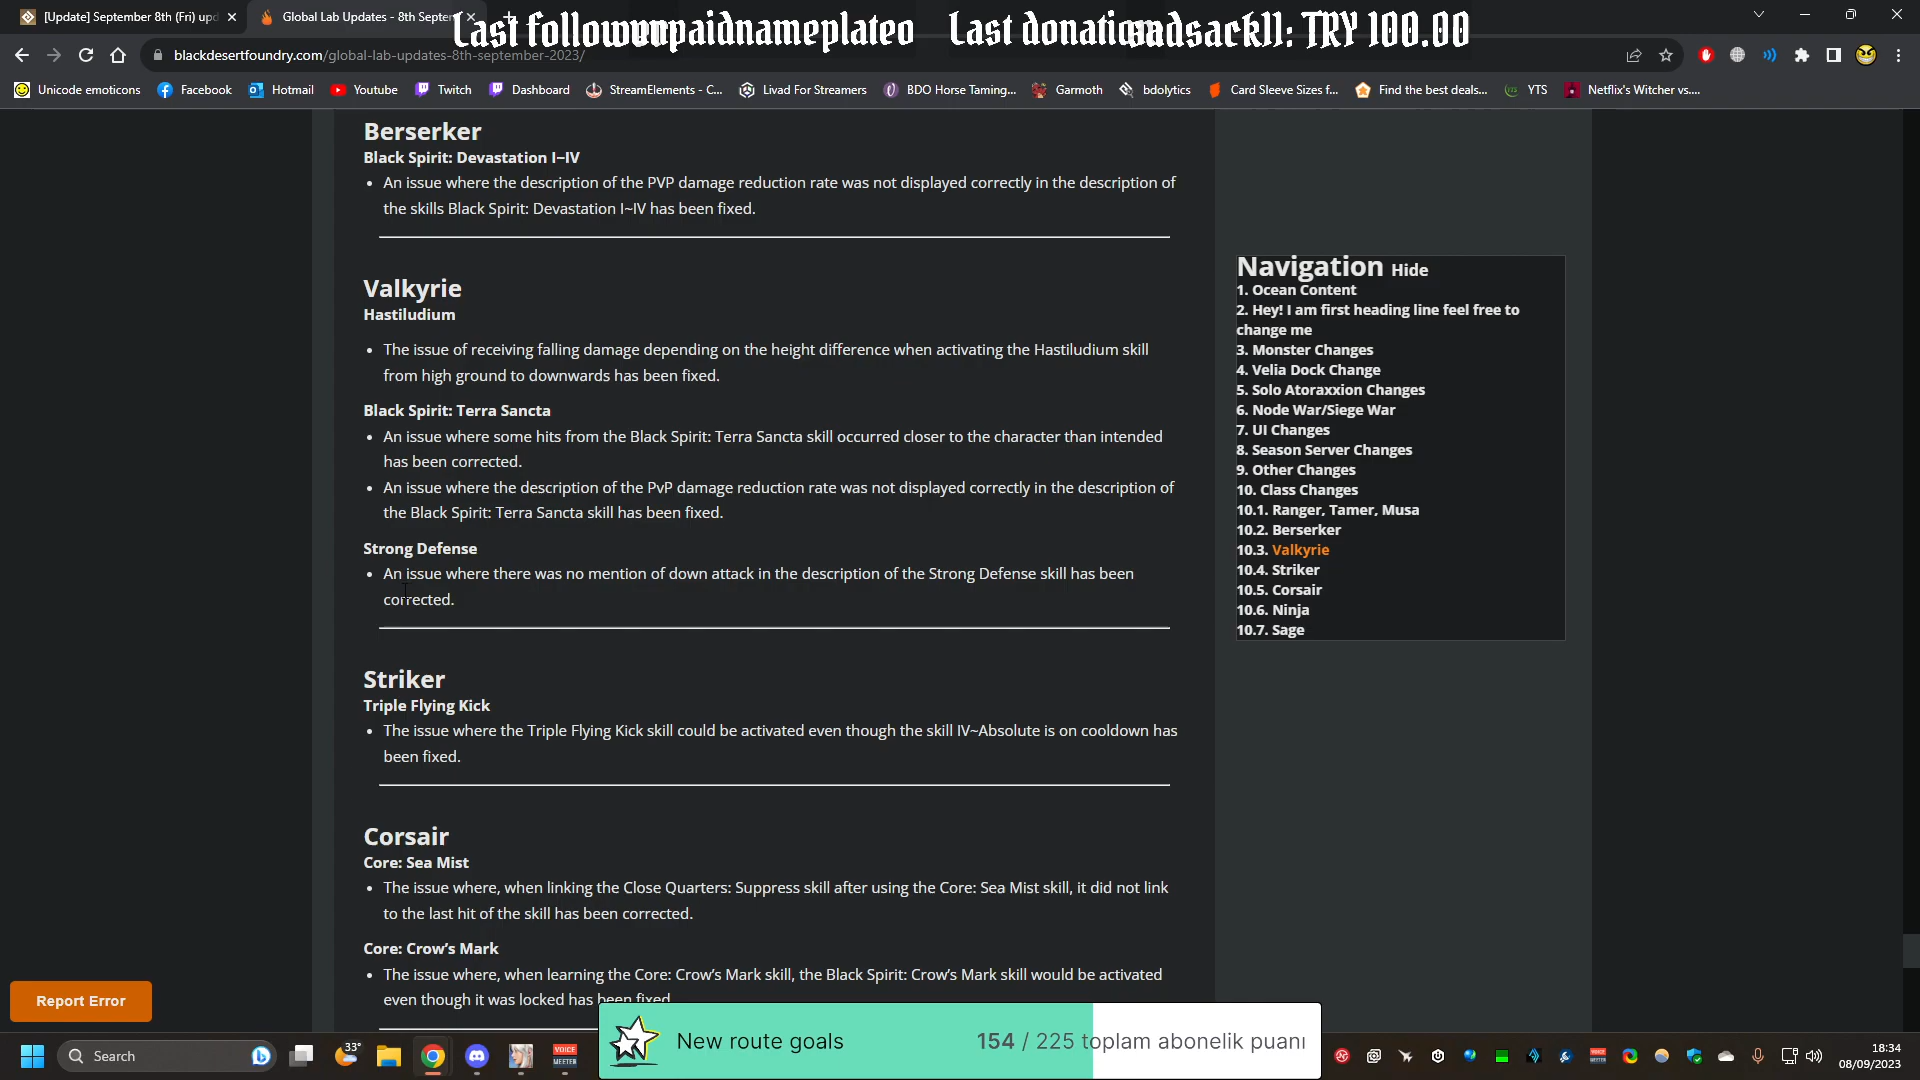 [Update] September 8th (Fri) upd
Global Lab Updates - 8th Septem
Last follower
unpaidnameplateo
Last donation
sadsackll: TRY 100.00
blackdesertfoundry.com/global-lab-updates-8th-september-2023/
Unicode emoticons
Facebook
Hotmail
Youtube
Twitch
Dashboard
StreamElements - C...
Livad For Streamers
BDO Horse Taming...
Garmoth
bdolytics
Card Sleeve Sizes f...
Find the best deals...
YTS
Netflix's Witcher vs....
Berserker
Black Spirit: Devastation I~IV
• An issue where the description of the PVP damage reduction rate was not displayed correctly in the description of
the skills Black Spirit: Devastation I~IV has been fixed.
Valkyrie
Hastiludium
• The issue of receiving falling damage depending on the height difference when activating the Hastiludium skill
from high ground to downwards has been fixed.
Black Spirit: Terra Sancta
• An issue where some hits from the Black Spirit: Terra Sancta skill occurred closer to the character than intended
has been corrected.
• An issue where the description of the PvP damage reduction rate was not displayed correctly in the description of
the Black Spirit: Terra Sancta skill has been fixed.
Strong Defense
• An issue where there was no mention of down attack in the description of the Strong Defense skill has been
corrected.
Striker
Triple Flying Kick
• The issue where the Triple Flying Kick skill could be activated even though the skill IV~Absolute is on cooldown has
been fixed.
Corsair
Core: Sea Mist
• The issue where, when linking the Close Quarters: Suppress skill after using the Core: Sea Mist skill, it did not link
to the last hit of the skill has been corrected.
Core: Crow's Mark
• The issue where, when learning the Core: Crow's Mark skill, the Black Spirit: Crow's Mark skill would be activated
even though it was locked has been fixed.
Navigation Hide
1. Ocean Content
2. Hey! I am first heading line feel free to
change me
3. Monster Changes
4. Velia Dock Change
5. Solo Atoraxxion Changes
6. Node War/Siege War
7. UI Changes
8. Season Server Changes
9. Other Changes
10. Class Changes
10.1. Ranger, Tamer, Musa
10.2. Berserker
10.3. Valkyrie
10.4. Striker
10.5. Corsair
10.6. Ninja
10.7. Sage
Report Error
New route goals
154 / 225 toplam abonelik puanı
Search
33°
VOICE
MEETER
18:34
08/09/2023